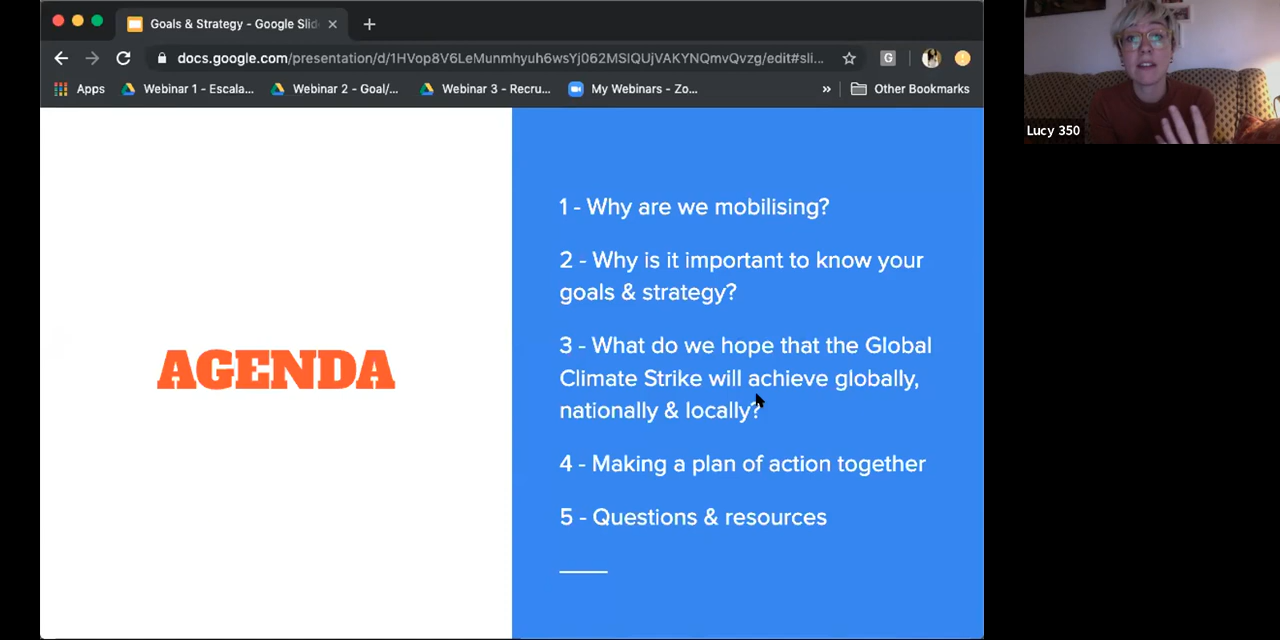 Goals & Strategy - Google Slid
docs.google.com/presentation/d/1HVop8V6LeMunmhyuh6wsYj062MSIQUjVAKYNQmvQvzg/edit#sli...
G
Apps
Webinar 1 - Escala...
Webinar 2 - Goal/...
Webinar 3 - Recru...
My Webinars - Zo...
Other Bookmarks
Lucy 350
AGENDA
1 - Why are we mobilising?
2 - Why is it important to know your
goals & strategy?
3 - What do we hope that the Global
Climate Strike will achieve globally,
nationally & locally?
4 - Making a plan of action together
5 - Questions & resources